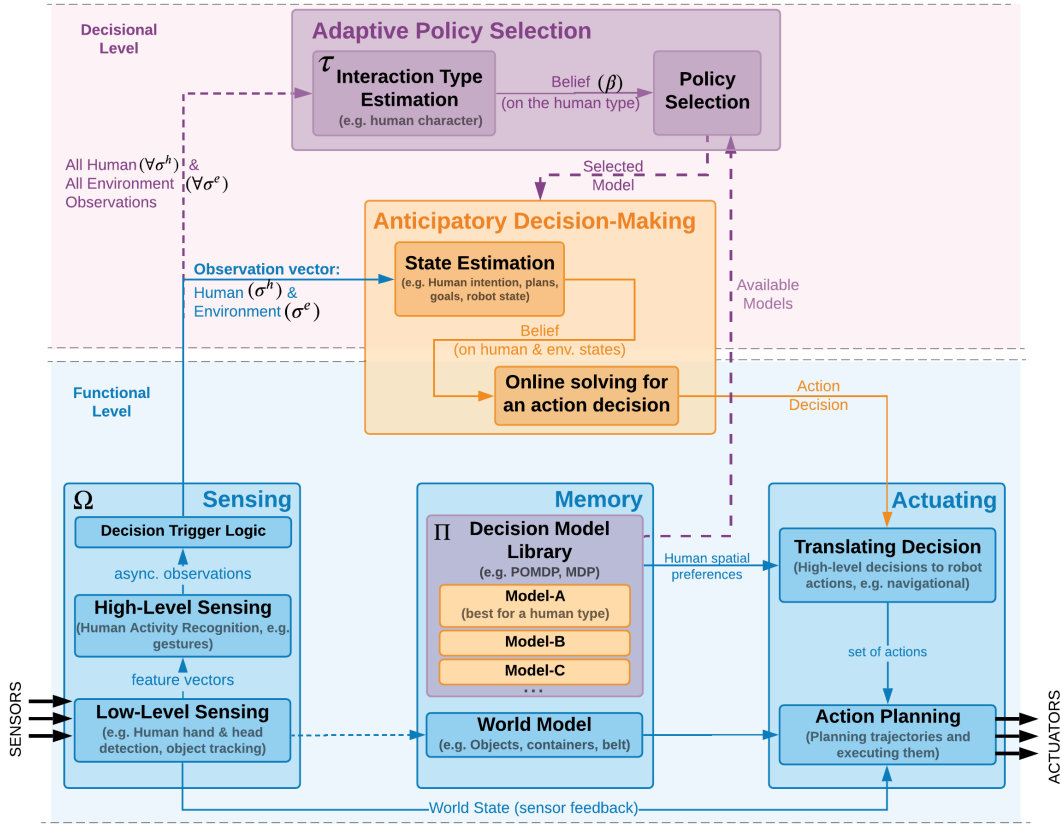 Decisional
Level
Adaptive Policy Selection
τ
Interaction Type
Estimation
(e.g. human character)
Belief (β)
(on the human type)
Policy
Selection
All Human (∀σ^h) &
All Environment (∀σ^e)
Observations
Selected
Model
Anticipatory Decision-Making
Observation vector:
Human (σ^h) &
Environment (σ^e)
State Estimation
(e.g. Human intention, plans,
goals, robot state)
Available
Models
Belief
(on human & env. states)
Functional
Level
Online solving for
an action decision
Action
Decision
Ω
Sensing
Decision Trigger Logic
async. observations
High-Level Sensing
(Human Activity Recognition, e.g.
gestures)
feature vectors
Low-Level Sensing
(e.g. Human hand & head
detection, object tracking)
SENSORS
Memory
Π
Decision Model
Library
(e.g. POMDP, MDP)
Model-A
(best for a human type)
Model-B
Model-C
...
World Model
(e.g. Objects, containers, belt)
Human spatial
preferences
Actuating
Translating Decision
(High-level decisions to robot
actions, e.g. navigational)
set of actions
Action Planning
(Planning trajectories and
executing them)
ACTUATORS
World State (sensor feedback)